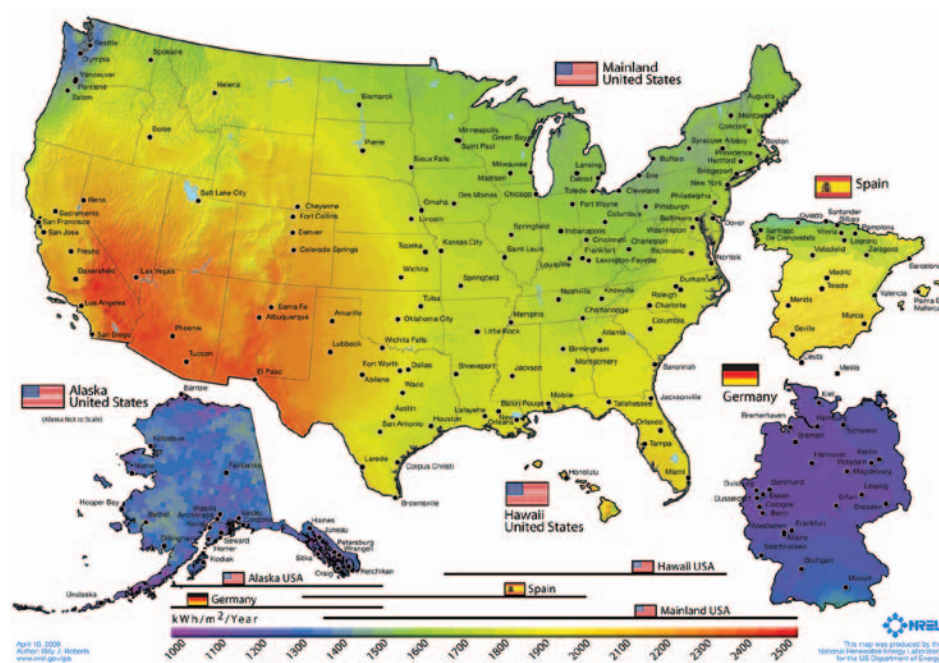 Mainland
United States
Seattle
Olympia
Spokane
Vancouver
Portland
Salem
Helena
Bismarck
Augusta
Boise
Minneapolis
Saint Paul
Green Bay
Concord
Pierre
Syracuse Albany
Boston
Providence
Hartford
Buffalo
Sioux Falls
Milwaukee
Lansing
Bridgeport
Madison
Detroit
Erie
New York
Salt Lake City
Des Moines
Chicago
Toledo
Cleveland
Philadelphia
Reno
Cheyenne
Omaha
Fort Wayne
Pittsburgh
Sacramento
Fort Collins
Lincoln
Columbus
Baltimore
Dover
San Francisco
Denver
Springfield
Indianapolis
Washington
San Jose
Colorado Springs
Topeka
Kansas City
Cincinnati
Charleston
Saint Louis
Frankfurt
Richmond
Fresno
Louisville
Lexington-Fayette
Norfolk
Bakersfield
Las Vegas
Wichita
Springfield
Durham
Nashville
Knoxville
Raleigh
Los Angeles
Santa Fe
Tulsa
Charlotte
Albuquerque
Amarillo
Oklahoma City
Memphis
Chattanooga
Columbia
San Diego
Phoenix
Little Rock
Atlanta
Lubbock
Wichita Falls
Birmingham
Tucson
Fort Worth
Dallas
Shreveport
Jackson
Montgomery
Savannah
El Paso
Abilene
Waco
Mobile
Tallahassee
Jacksonville
Austin
Lafayette
Baton Rouge
San Antonio
Houston
New
Orleans
Orlando
Tampa
Laredo
Corpus Christi
Miami
Brownsville
Spain
Oviedo
Santander
Bilbao
Pamplona
Santiago
De Compostela
Vitoria
Logrono
Valladolid
Zaragoza
Barcelona
Madrid
Toledo
Valencia
Palma
Mallorca
Merida
Murcia
Seville
Ceuta
Melilla
Alaska
United States
(Alaska Not to Scale)
Barrow
Kotzebue
Nome
Fairbanks
Hooper Bay
Bethel
Wasilla
Anchorage
Kenai
Valdez
Cordova
Dillingham
Seward
Homer
Kodiak
Unalaska
Haines
Juneau
Petersburg
Sitka
Wrangell
Craig
Ketchikan
Honolulu
Hawaii
United States
Germany
Kiel
Bremerhaven
Hamburg
Schwerin
Bremen
Hannover
Berlin
Potsdam
Magdeburg
Duisburg
Dortmund
Essen
Dusseldorf
Cologne
Bonn
Leipzig
Erfurt
Dresden
Wiesbaden
Frankfurt
Mainz
Saarbrucken
Stuttgart
Munich
Alaska USA
Hawaii USA
Germany
Spain
Mainland USA
kWh/m²/Year
1000 1100 1200 1300 1400 1500 1600 1700 1800 1900 2000 2100 2200 2300 2400 2500
April 10, 2009
Author: Billy J. Roberts
www.nrel.gov/gis
NREL
This map was produced by the
National Renewable Energy Laboratory
for the US Department of Energy